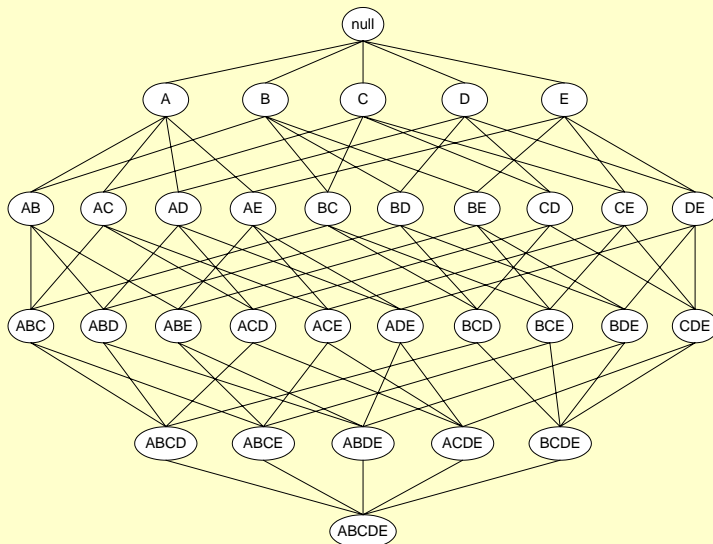 null
A B C D E
AB AC AD AE BC BD BE CD CE DE
ABC ABD ABE ACD ACE ADE BCD BCE BDE CDE
ABCD ABCE ABDE ACDE BCDE
ABCDE